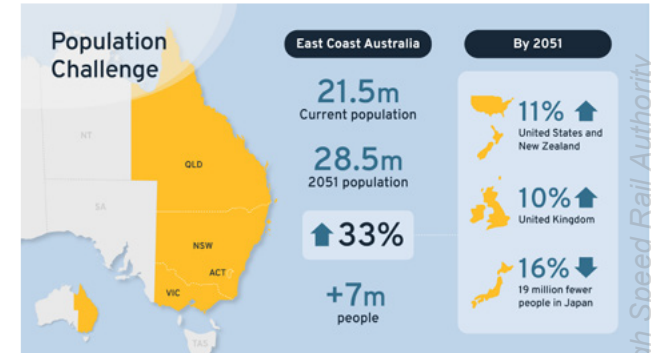 Population
Challenge
NT
QLD
SA
NSW
ACT
VIC
TAS
East Coast Australia
21.5m
Current population
28.5m
2051 population
33%
+7m
people
By 2051
11%
United States and
New Zealand
10%
United Kingdom
16%
19 million fewer
people in Japan
Speed Rail Authority